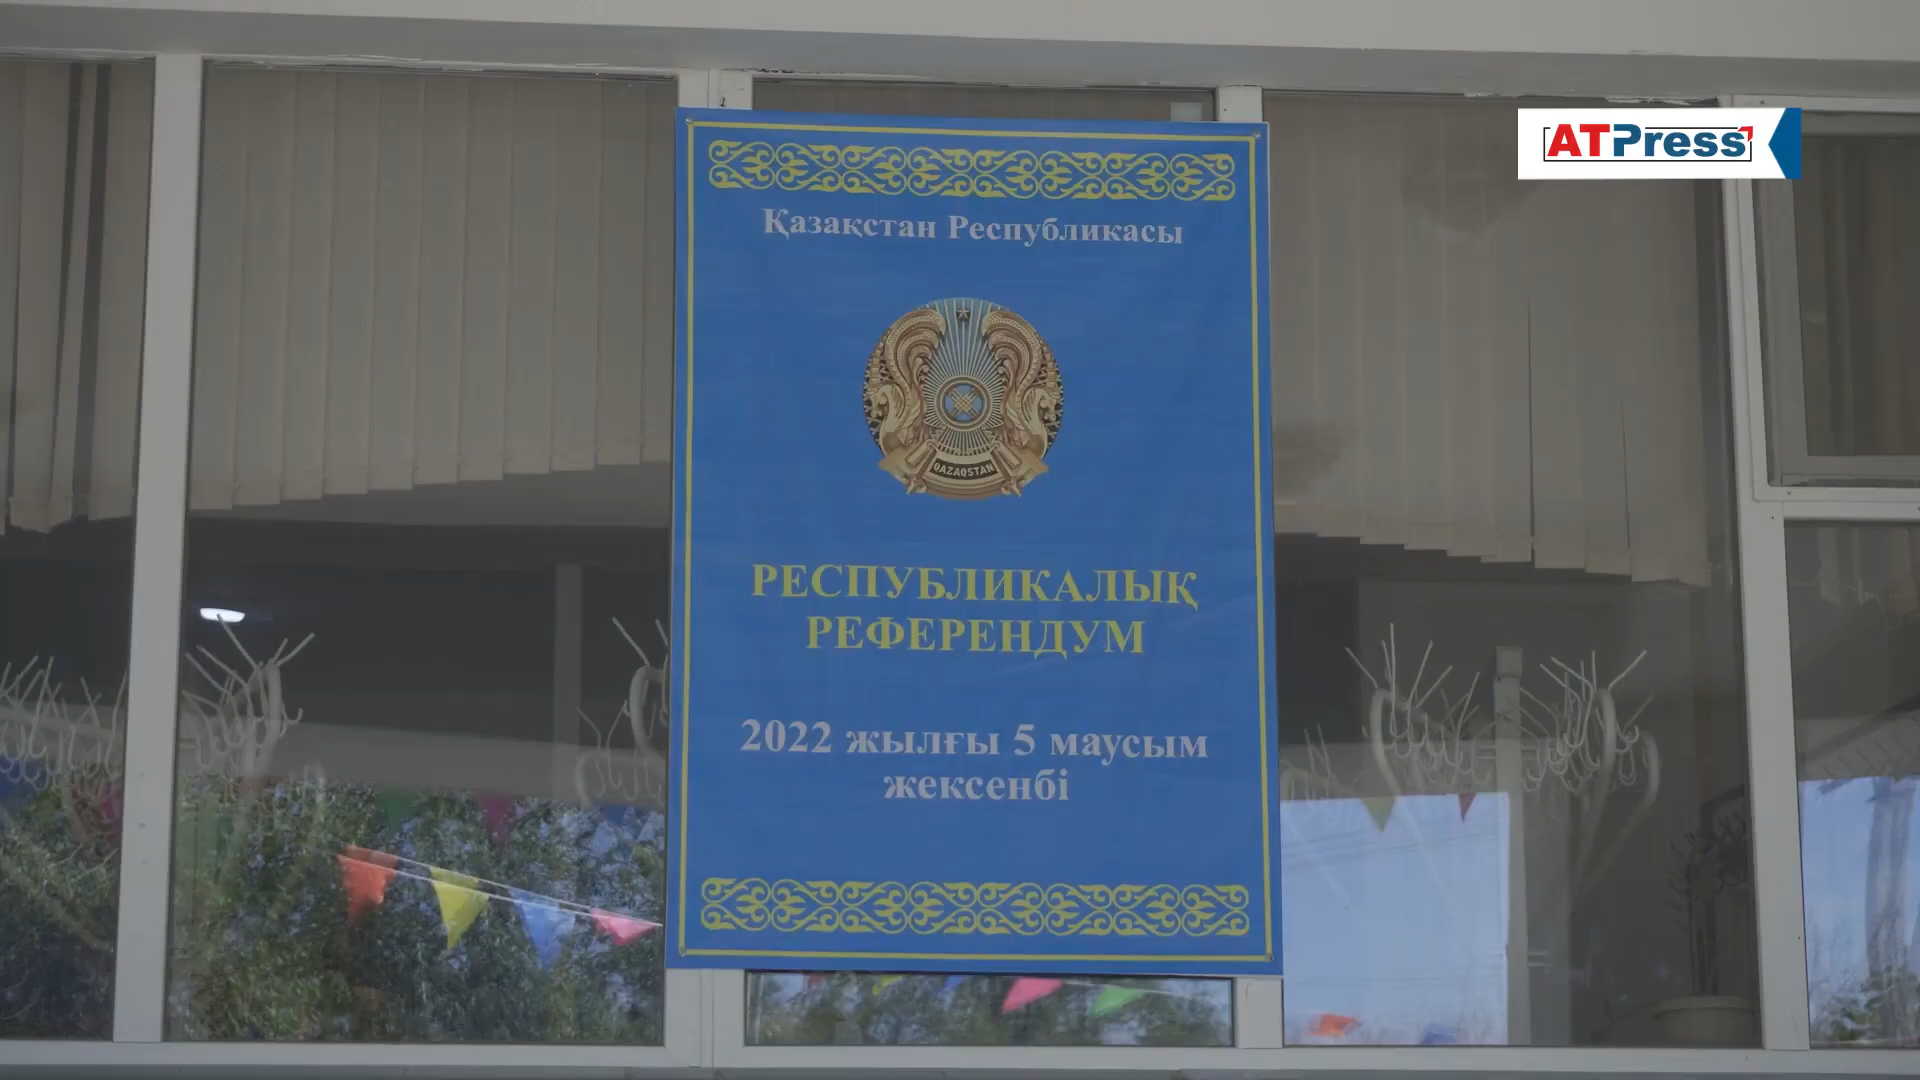 ATPress
Қазақстан Республикасы
QAZAQSTAN
РЕСПУБЛИКАЛЫҚ
РЕФЕРЕНДУМ
2022 жылғы 5 маусым
жексенбі